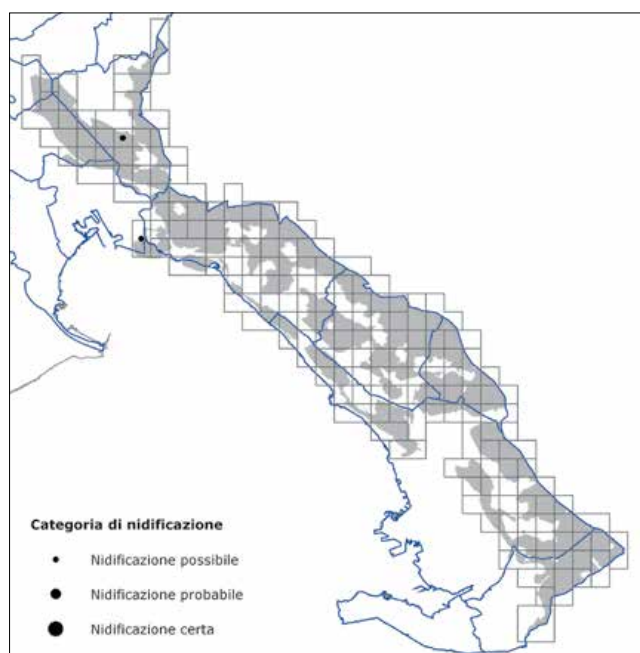 Categoria di nidificazione
Nidificazione possibile
Nidificazione probabile
Nidificazione certa